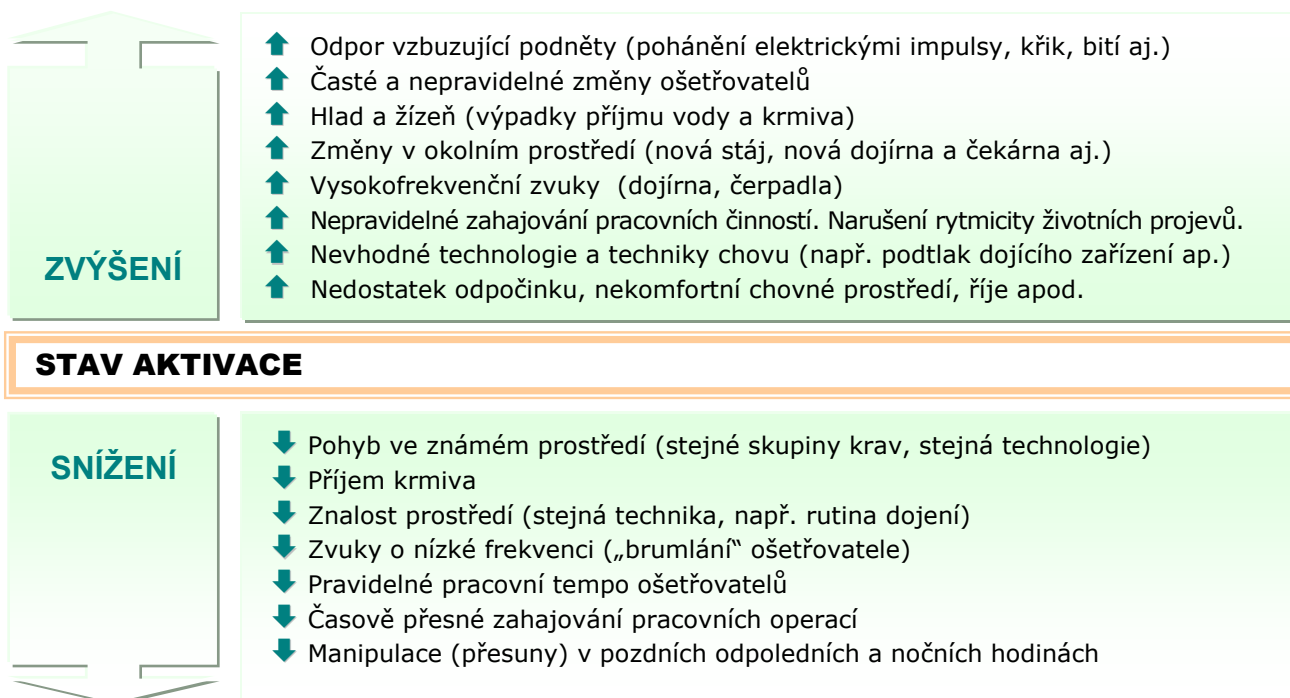 Odpor vzbuzující podněty (pohánění elektrickými impulsy, křik, bití aj.)
Časté a nepravidelné změny ošetřovatelů
Hlad a žízeň (výpadky příjmu vody a krmiva)
Změny v okolním prostředí (nová stáj, nová dojírna a čekárna aj.)
Vysokofrekvenční zvuky (dojírna, čerpadla)
Nepravidelné zahajování pracovních činností. Narušení rytmicity životních projevů.
Nevhodné technologie a techniky chovu (např. podtlak dojícího zařízení ap.)
Nedostatek odpočinku, nekomfortní chovné prostředí, říje apod.
ZVÝŠENÍ
STAV AKTIVACE
SNÍŽENÍ
Pohyb ve známém prostředí (stejné skupiny krav, stejná technologie)
Příjem krmiva
Znalost prostředí (stejná technika, např. rutina dojení)
Zvuky o nízké frekvenci („brumlání“ ošetřovatele)
Pravidelné pracovní tempo ošetřovatelů
Časově přesné zahajování pracovních operací
Manipulace (přesuny) v pozdních odpoledních a nočních hodinách